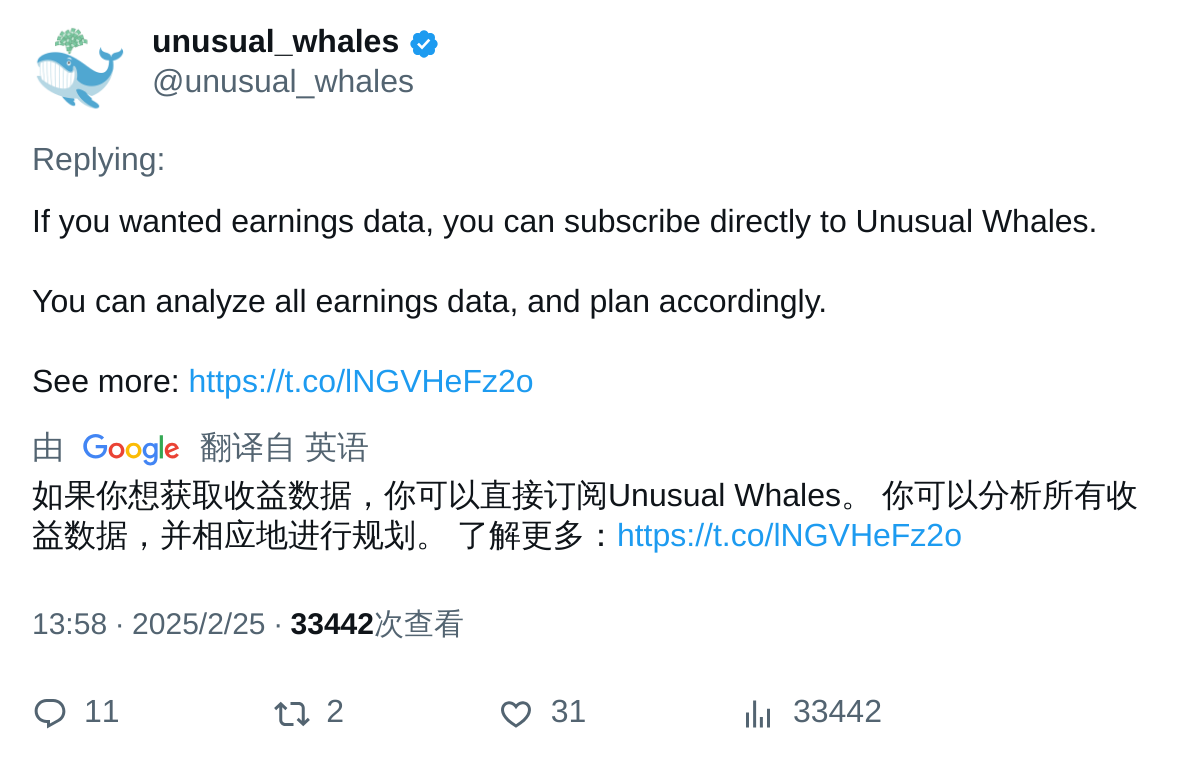 unusual_whales
@unusual_whales
Replying:
If you wanted earnings data, you can subscribe directly to Unusual Whales.
You can analyze all earnings data, and plan accordingly.
See more: https://t.co/lNGVHeFz2o
由 Google 翻译自 英语
如果你想获取收益数据，你可以直接订阅Unusual Whales。 你可以分析所有收
益数据，并相应地进行规划。 了解更多：https://t.co/lNGVHeFz2o
13:58 · 2025/2/25 · 33442次查看
11 2 31 33442